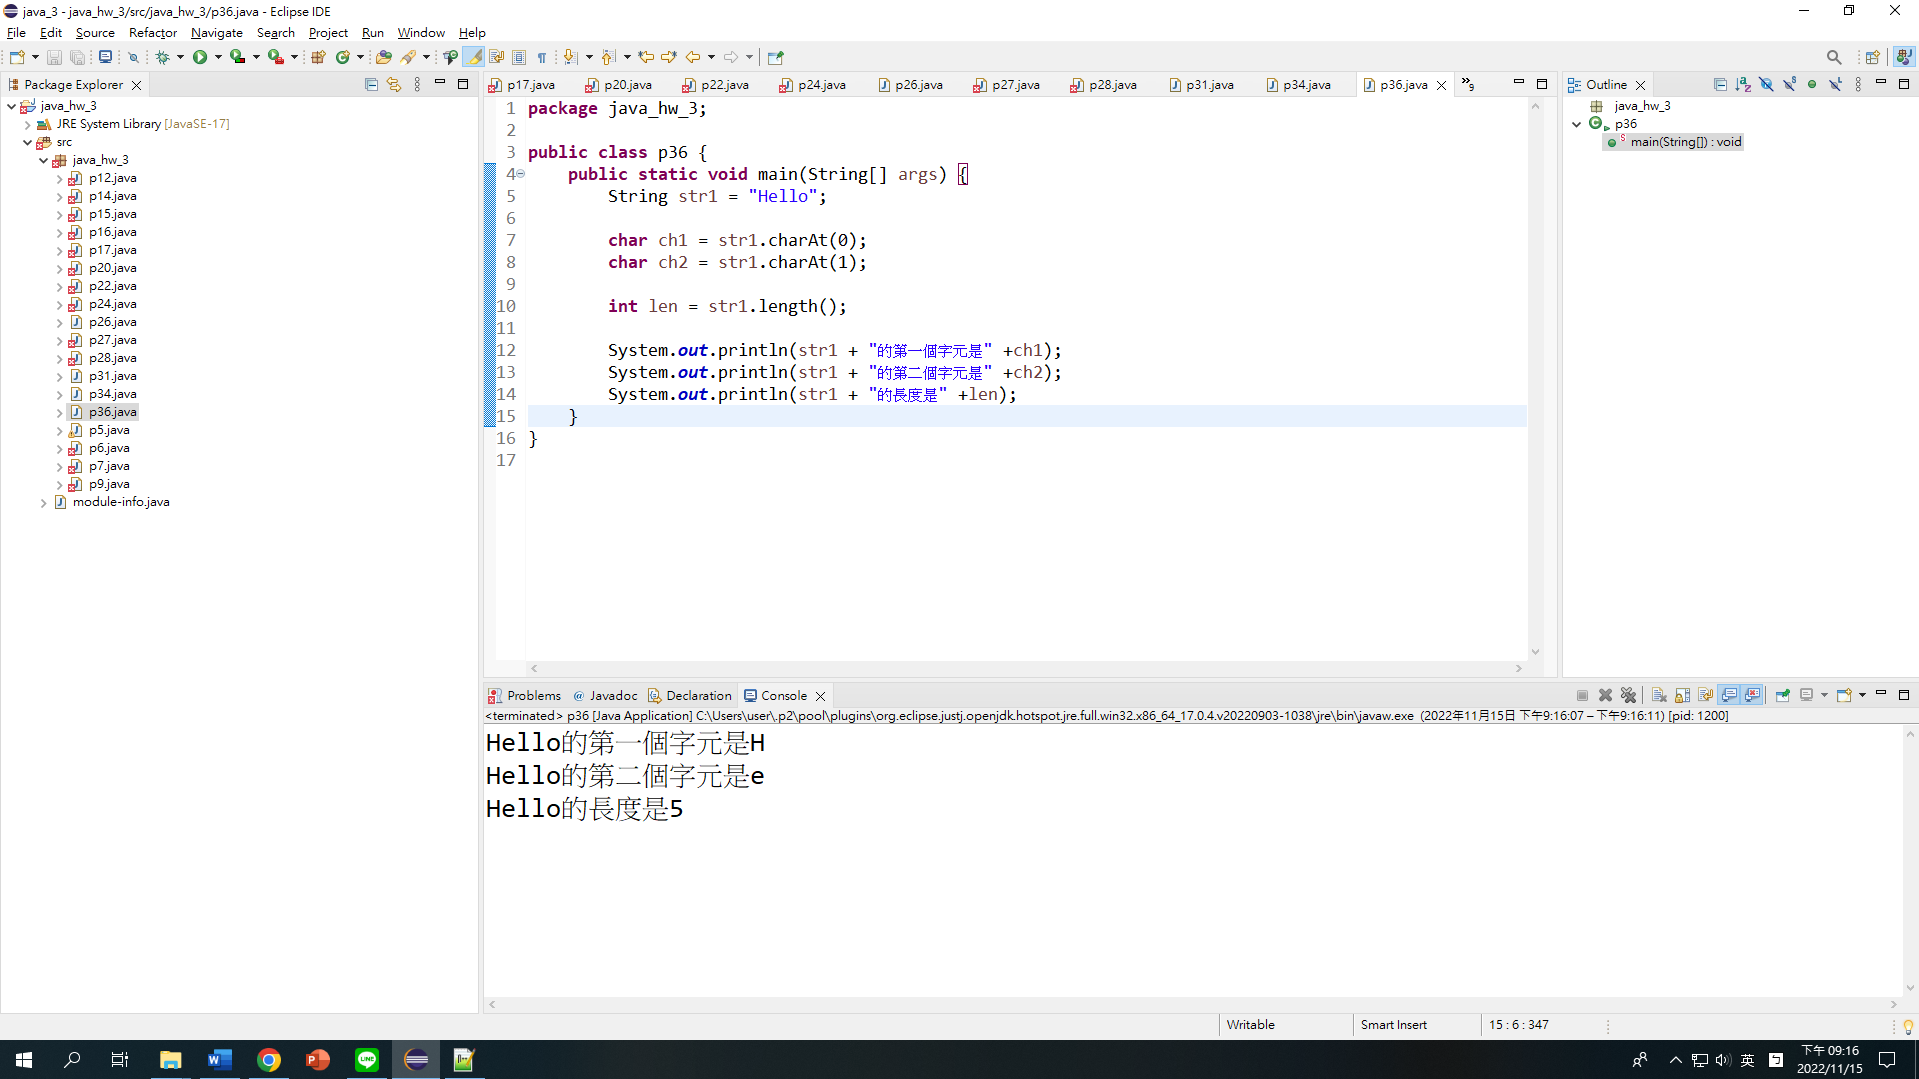 java_3 - java_hw_3/src/java_hw_3/p36.java - Eclipse IDE
File Edit Source Refactor Navigate Search Project Run Window Help
Package Explorer
java_hw_3
JRE System Library [JavaSE-17]
src
java_hw_3
p12.java
p14.java
p15.java
p16.java
p17.java
p20.java
p22.java
p24.java
p26.java
p27.java
p28.java
p31.java
p34.java
p36.java
p5.java
p6.java
p7.java
p9.java
module-info.java
p17.java p20.java p22.java p24.java p26.java p27.java p28.java p31.java p34.java p36.java »9
1 package java_hw_3;
2
3 public class p36 {
4 public static void main(String[] args) {
5 String str1 = "Hello";
6
7 char ch1 = str1.charAt(0);
8 char ch2 = str1.charAt(1);
9
10 int len = str1.length();
11
12 System.out.println(str1 + "的第一個字元是" +ch1);
13 System.out.println(str1 + "的第二個字元是" +ch2);
14 System.out.println(str1 + "的長度是" +len);
15 }
16 }
17
Outline
java_hw_3
p36
main(String[]) : void
Problems @ Javadoc Declaration Console
<terminated> p36 [Java Application] C:\Users\user\.p2\pool\plugins\org.eclipse.justj.openjdk.hotspot.jre.full.win32.x86_64_17.0.4.v20220903-1038\jre\bin\javaw.exe (2022年11月15日 下午9:16:07 – 下午9:16:11) [pid: 1200]
Hello的第一個字元是H
Hello的第二個字元是e
Hello的長度是5
Writable Smart Insert 15 : 6 : 347
英 ㄅ 下午 09:16
2022/11/15